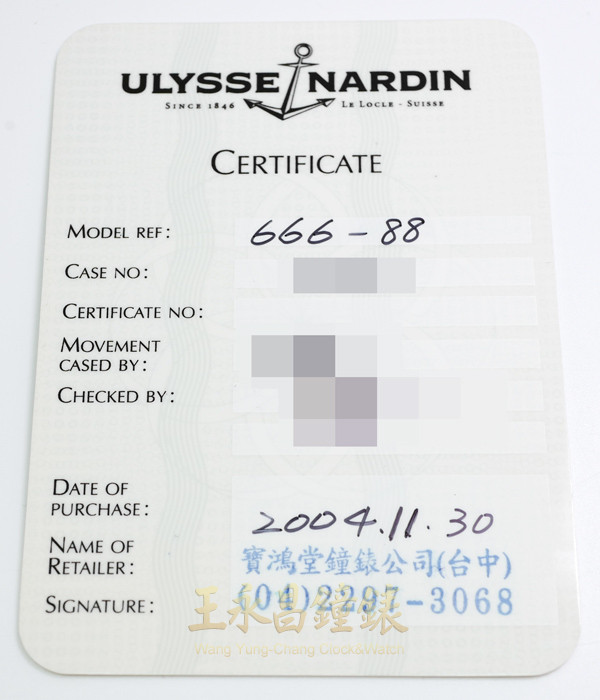 ULYSSE NARDIN
SINCE 1846 LE LOCLE - SUISSE
CERTIFICATE
MODEL REF: 666-88
CASE NO:
CERTIFICATE NO:
MOVEMENT
CASED BY:
CHECKED BY:
DATE OF
PURCHASE: 2004.11.30
NAME OF
RETAILER: 寶鴻堂鐘錶公司(台中)
SIGNATURE: (04)2297-3068
王永昌鐘錶
Wang Yung-Chang Clock&Watch